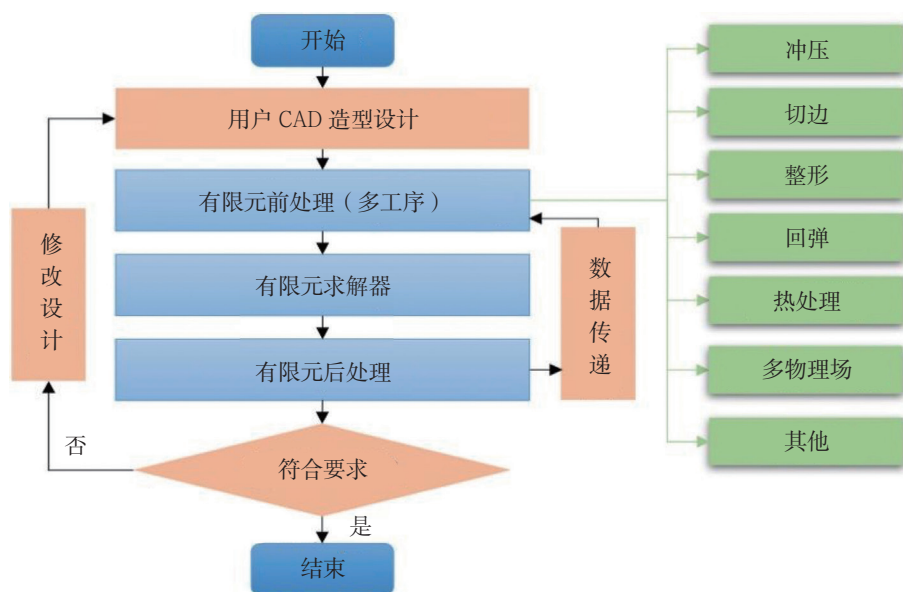 开始
用户 CAD 造型设计
有限元前处理（多工序）
有限元求解器
有限元后处理
符合要求
是
结束
否
修改设计
数据传递
冲压
切边
整形
回弹
热处理
多物理场
其他